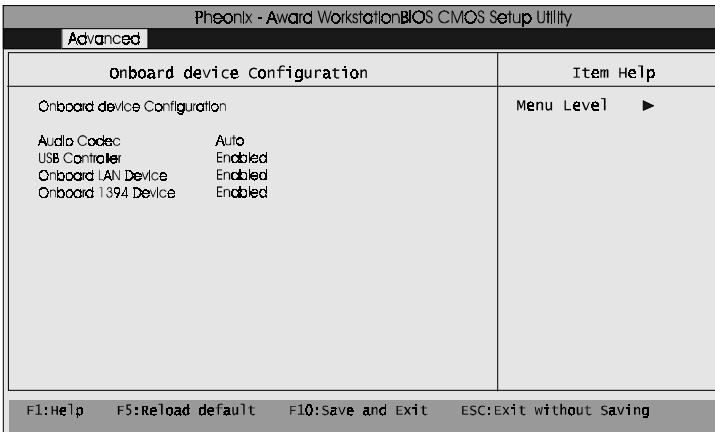 Pheonix - Award WorkstationBIOS CMOS Setup Utility
Advanced
Onboard device Configuration
Item Help
Onboard device Configuration
Menu Level ►
Audio Codec Auto
USB Controller Enabled
Onboard LAN Device Enabled
Onboard 1394 Device Enabled
F1:Help F5:Reload default F10:Save and Exit ESC:Exit without Saving